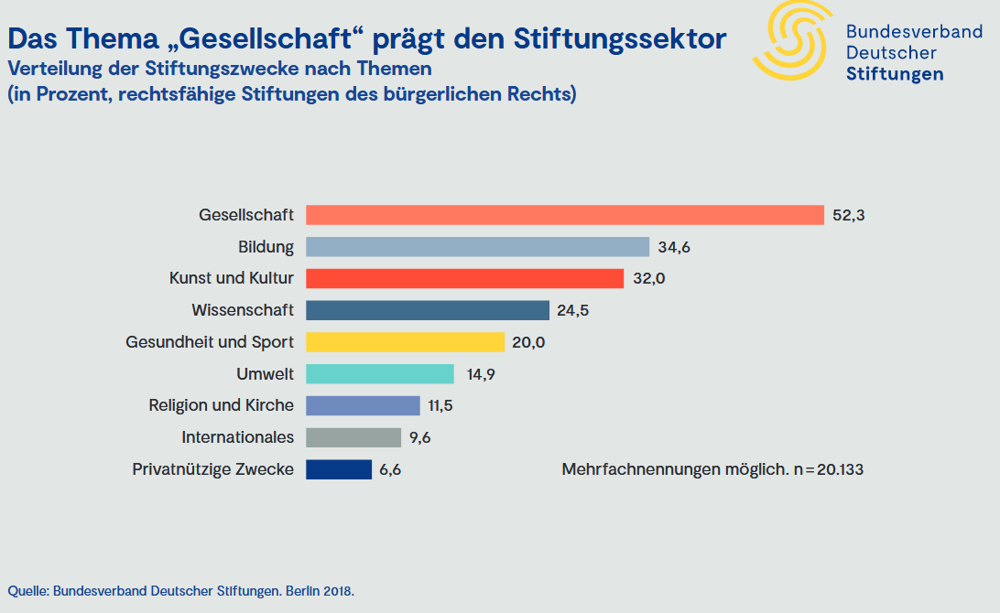 Das Thema „Gesellschaft“ prägt den Stiftungssektor
Verteilung der Stiftungszwecke nach Themen
(in Prozent, rechtsfähige Stiftungen des bürgerlichen Rechts)
Bundesverband
Deutscher
Stiftungen
Gesellschaft 52,3
Bildung 34,6
Kunst und Kultur 32,0
Wissenschaft 24,5
Gesundheit und Sport 20,0
Umwelt 14,9
Religion und Kirche 11,5
Internationales 9,6
Privatnützige Zwecke 6,6
Mehrfachnennungen möglich. n = 20.133
Quelle: Bundesverband Deutscher Stiftungen. Berlin 2018.